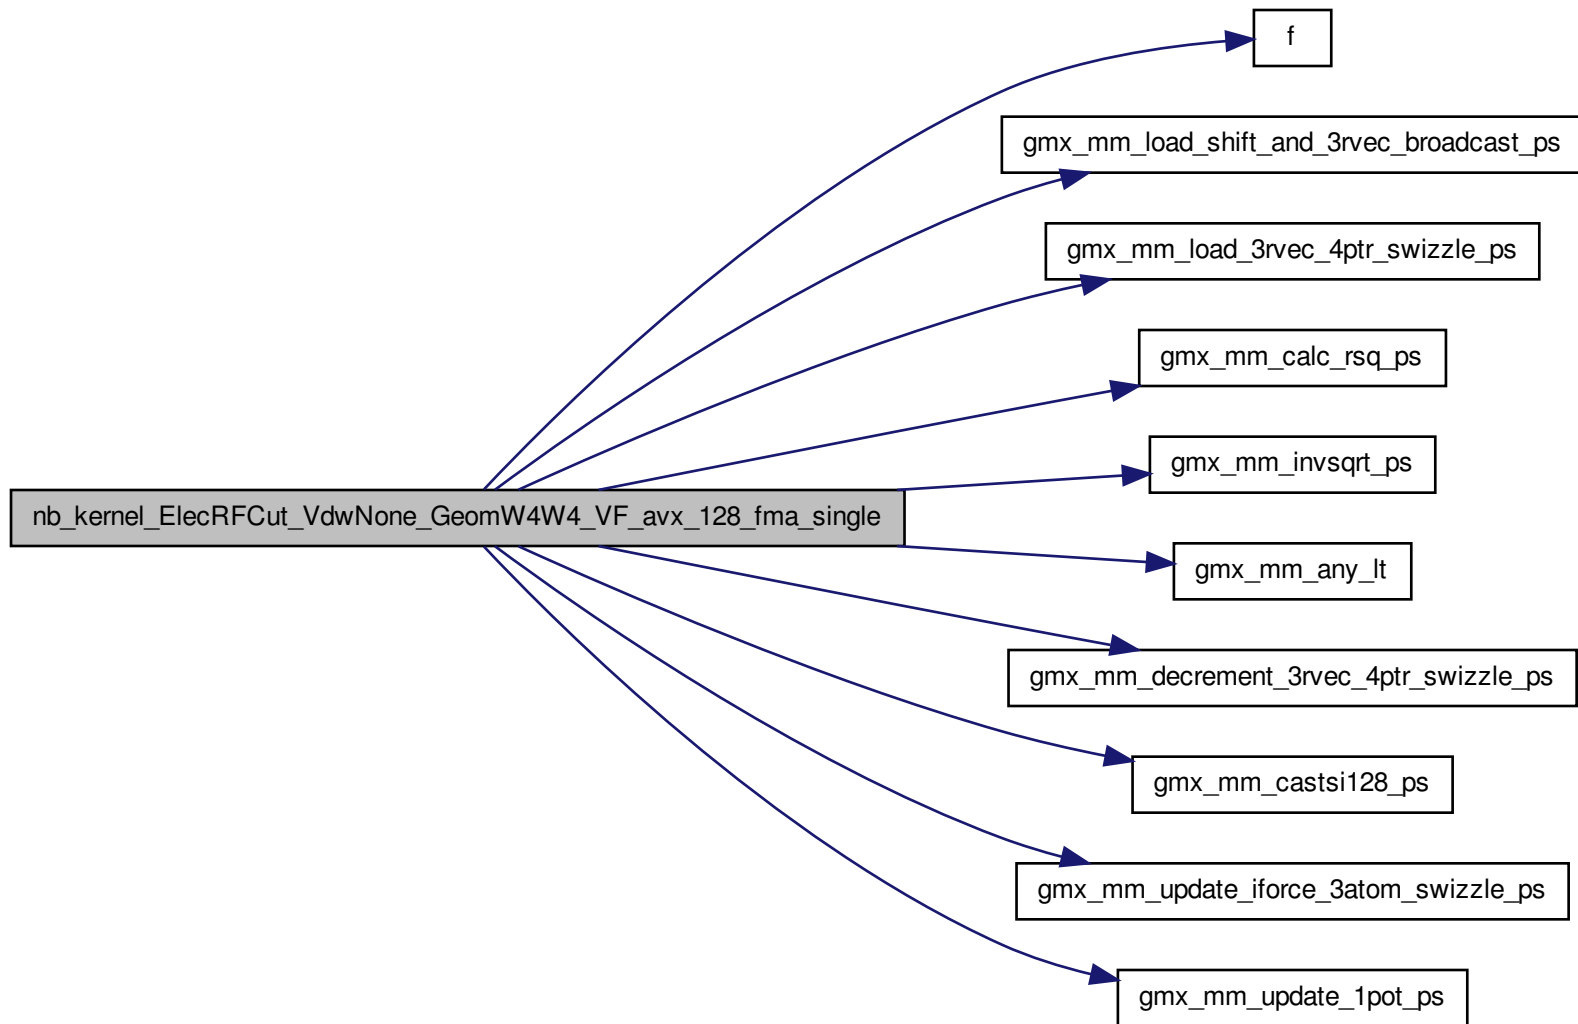 f
gmx_mm_load_shift_and_3rvec_broadcast_ps
gmx_mm_load_3rvec_4ptr_swizzle_ps
gmx_mm_calc_rsq_ps
gmx_mm_invsqrt_ps
nb_kernel_ElecRFCut_VdwNone_GeomW4W4_VF_avx_128_fma_single
gmx_mm_any_lt
gmx_mm_decrement_3rvec_4ptr_swizzle_ps
gmx_mm_castsi128_ps
gmx_mm_update_iforce_3atom_swizzle_ps
gmx_mm_update_1pot_ps